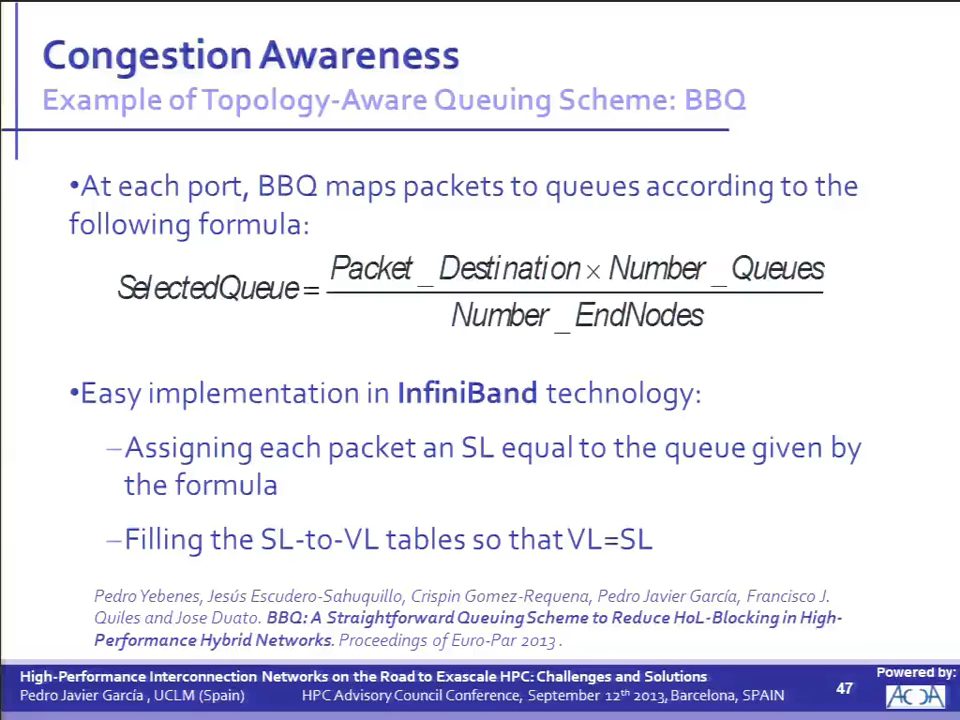 Congestion Awareness
Example of Topology-Aware Queuing Scheme: BBQ
•At each port, BBQ maps packets to queues according to the
following formula:
SelectedQueue = Packet_Destination × Number_Queues
Number_EndNodes
•Easy implementation in InfiniBand technology:
–Assigning each packet an SL equal to the queue given by
the formula
–Filling the SL-to-VL tables so that VL=SL
Pedro Yebenes, Jesús Escudero-Sahuquillo, Crispin Gomez-Requena, Pedro Javier García, Francisco J.
Quiles and Jose Duato. BBQ: A Straightforward Queuing Scheme to Reduce HoL-Blocking in High-
Performance Hybrid Networks. Proceedings of Euro-Par 2013 .
High-Performance Interconnection Networks on the Road to Exascale HPC: Challenges and Solutions
Pedro Javier García , UCLM (Spain) HPC Advisory Council Conference, September 12th 2013, Barcelona, SPAIN
47
Powered by: